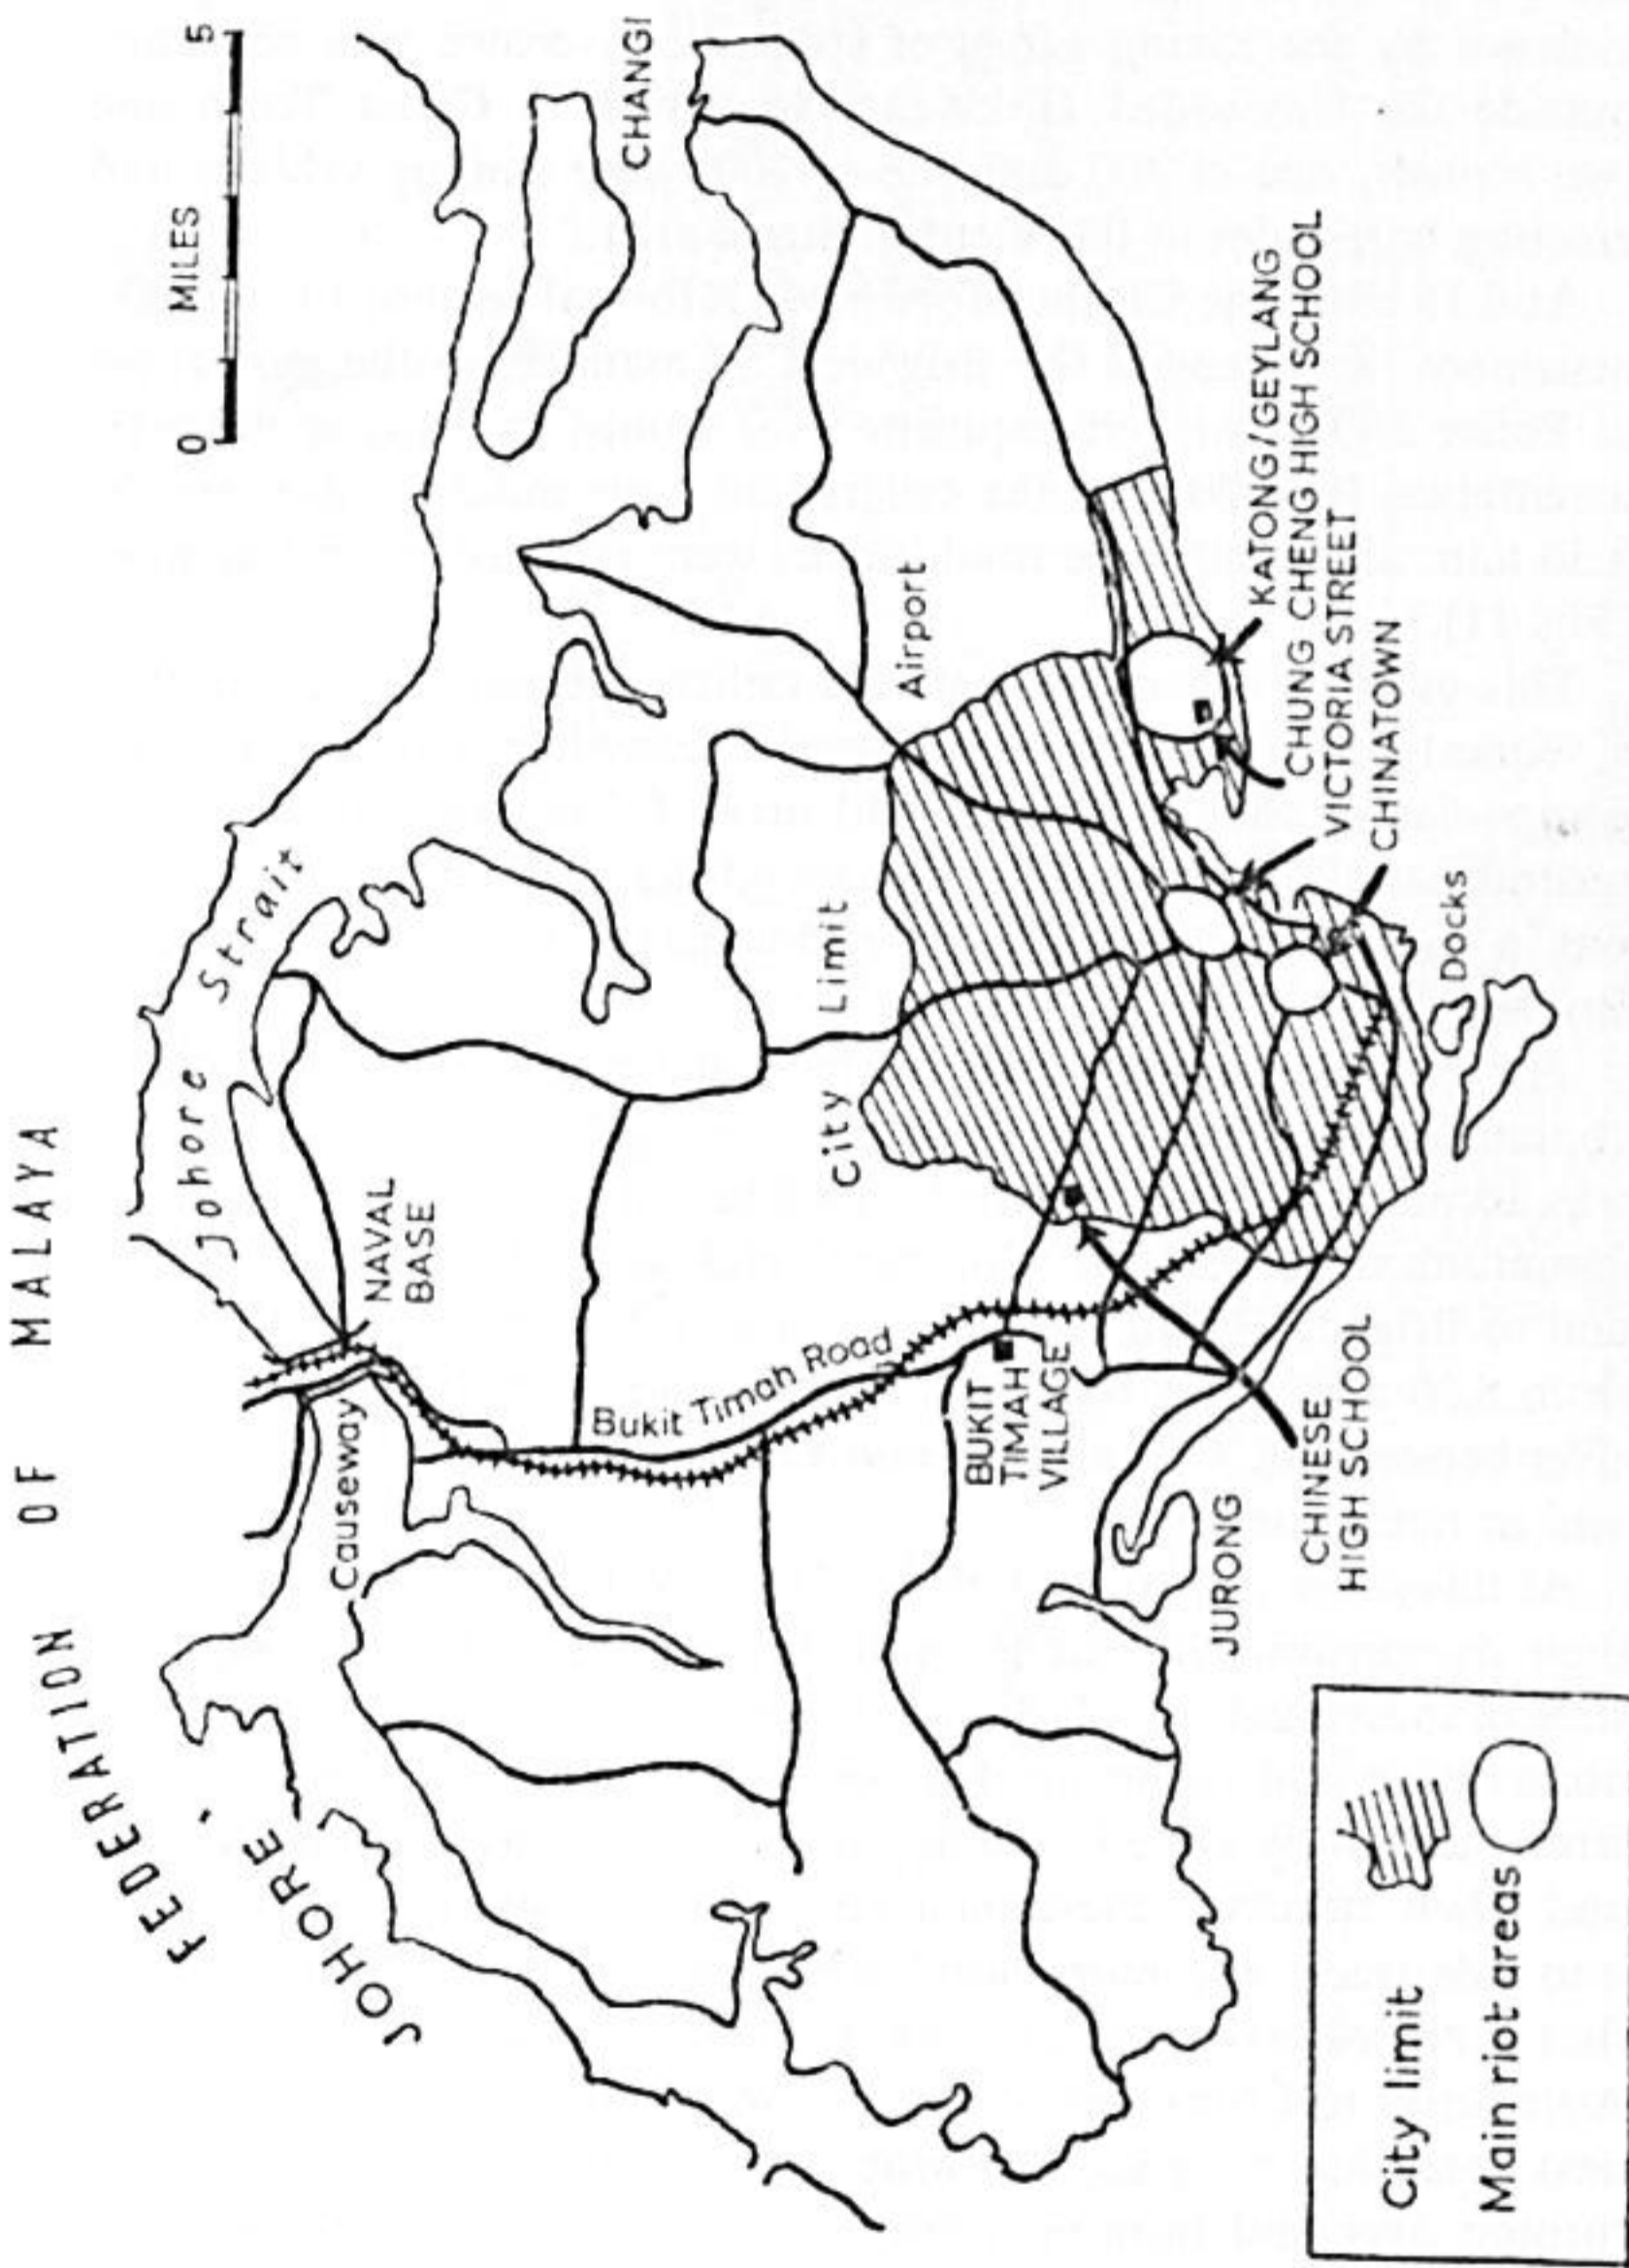 FEDERATION OF MALAYA
JOHORE
Johore Strait
0 MILES 5
Causeway
NAVAL
BASE
CHANGI
Bukit Timah Road
City Limit
Airport
BUKIT
TIMAH
VILLAGE
JURONG
CHINESE
HIGH SCHOOL
Docks
KATONG/GEYLANG
CHUNG CHENG HIGH SCHOOL
VICTORIA STREET
CHINATOWN
City limit
Main riot areas